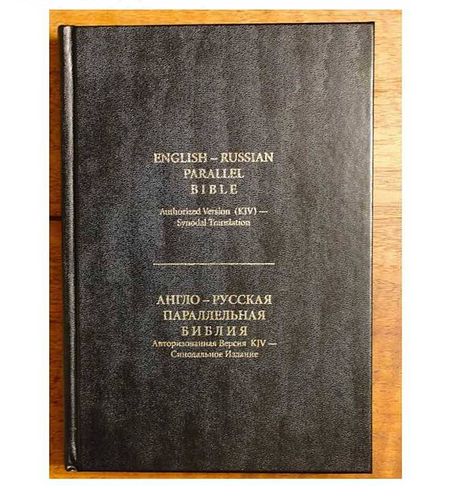 ENGLISH – RUSSIAN
PARALLEL
BIBLE
Authorized Version (KJV) —
Synodal Translation
АНГЛО – РУССКАЯ
ПАРАЛЛЕЛЬНАЯ
БИБЛИЯ
Авторизованная Версия KJV —
Синодальное Издание